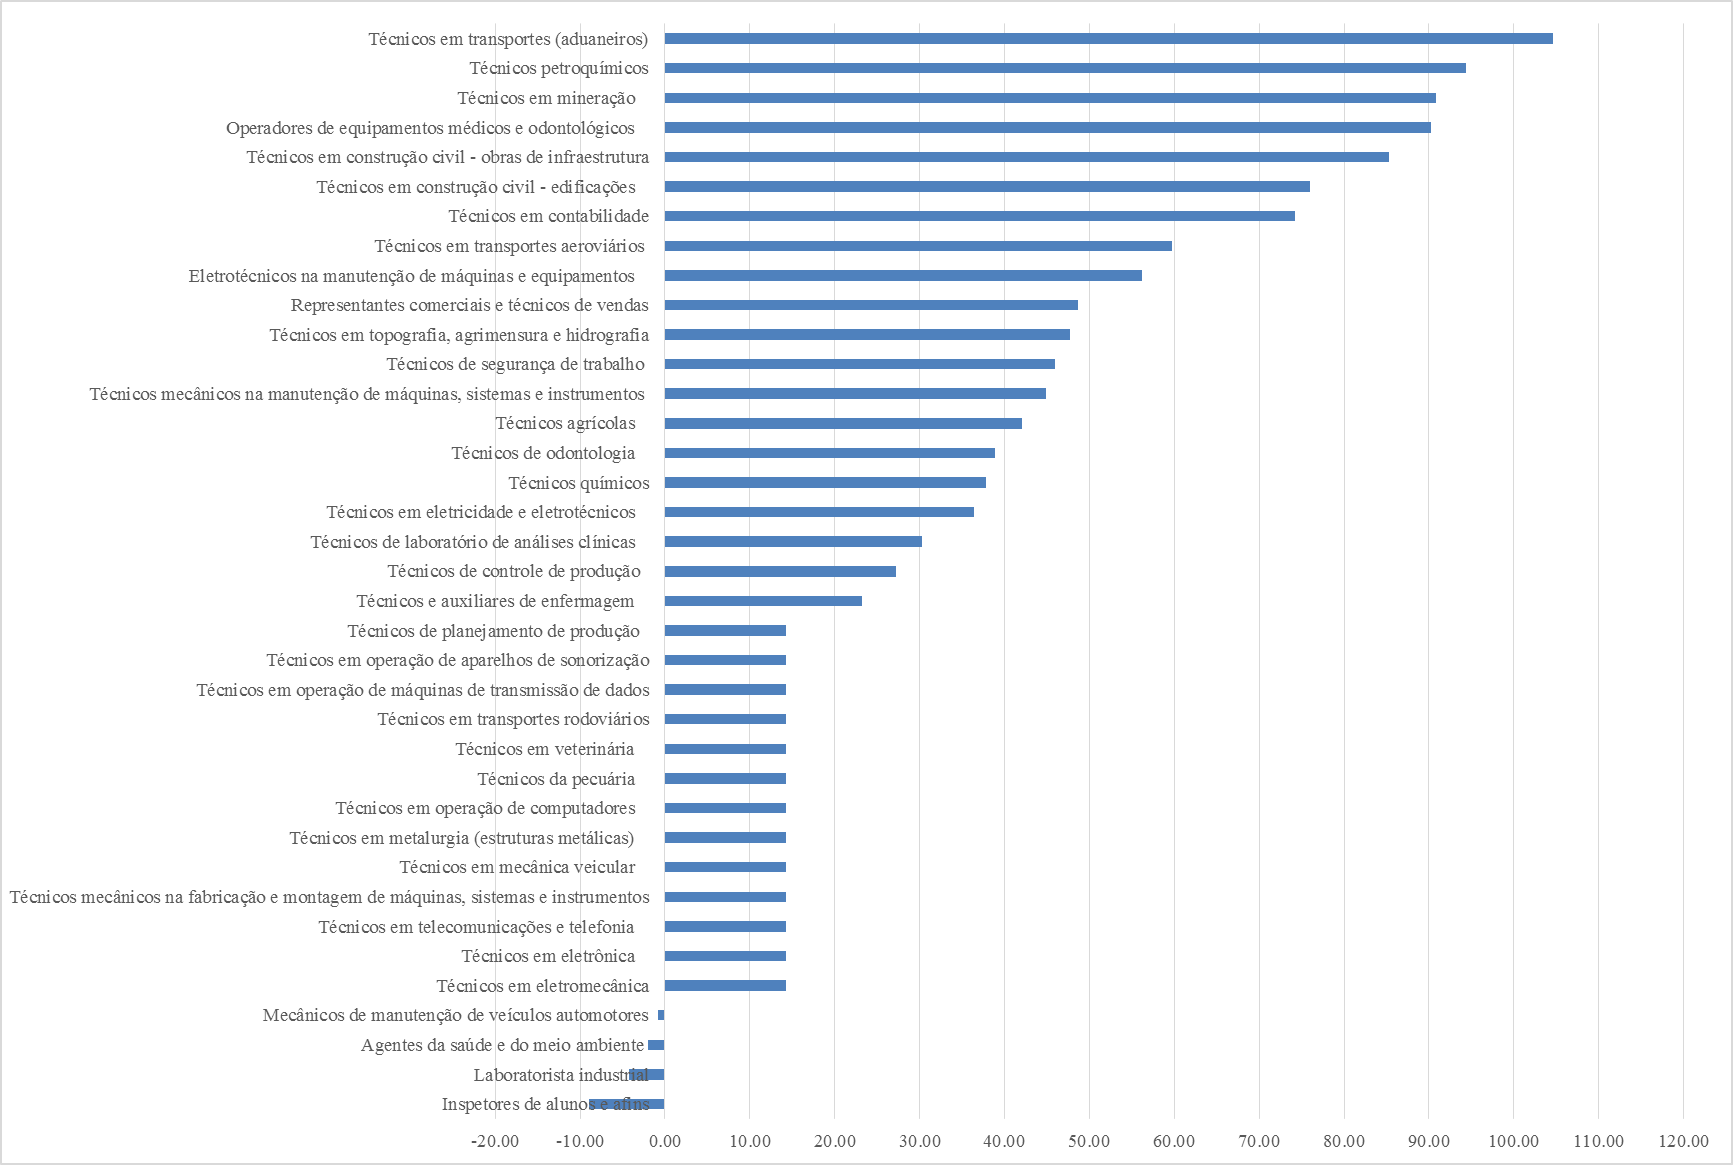 Técnicos em transportes (aduaneiros)
Técnicos petroquímicos
Técnicos em mineração
Operadores de equipamentos médicos e odontológicos
Técnicos em construção civil - obras de infraestrutura
Técnicos em construção civil - edificações
Técnicos em contabilidade
Técnicos em transportes aeroviários
Eletrotécnicos na manutenção de máquinas e equipamentos
Representantes comerciais e técnicos de vendas
Técnicos em topografia, agrimensura e hidrografia
Técnicos de segurança de trabalho
Técnicos mecânicos na manutenção de máquinas, sistemas e instrumentos
Técnicos agrícolas
Técnicos de odontologia
Técnicos químicos
Técnicos em eletricidade e eletrotécnicos
Técnicos de laboratório de análises clínicas
Técnicos de controle de produção
Técnicos e auxiliares de enfermagem
Técnicos de planejamento de produção
Técnicos em operação de aparelhos de sonorização
Técnicos em operação de máquinas de transmissão de dados
Técnicos em transportes rodoviários
Técnicos em veterinária
Técnicos da pecuária
Técnicos em operação de computadores
Técnicos em metalurgia (estruturas metálicas)
Técnicos em mecânica veicular
Técnicos mecânicos na fabricação e montagem de máquinas, sistemas e instrumentos
Técnicos em telecomunicações e telefonia
Técnicos em eletrônica
Técnicos em eletromecânica
Mecânicos de manutenção de veículos automotores
Agentes da saúde e do meio ambiente
Laboratorista industrial
Inspetores de alunos e afins
-20.00 -10.00 0.00 10.00 20.00 30.00 40.00 50.00 60.00 70.00 80.00 90.00 100.00 110.00 120.00